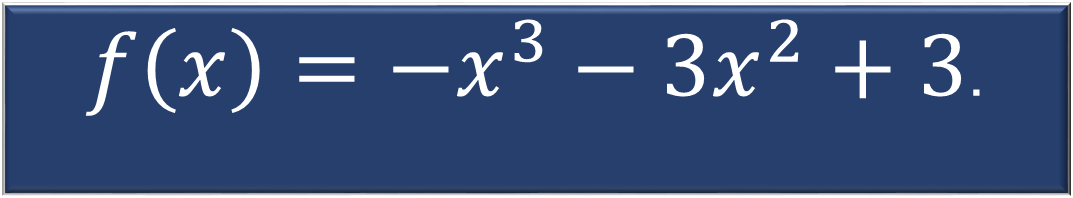 f(x) = −x³ − 3x² + 3.